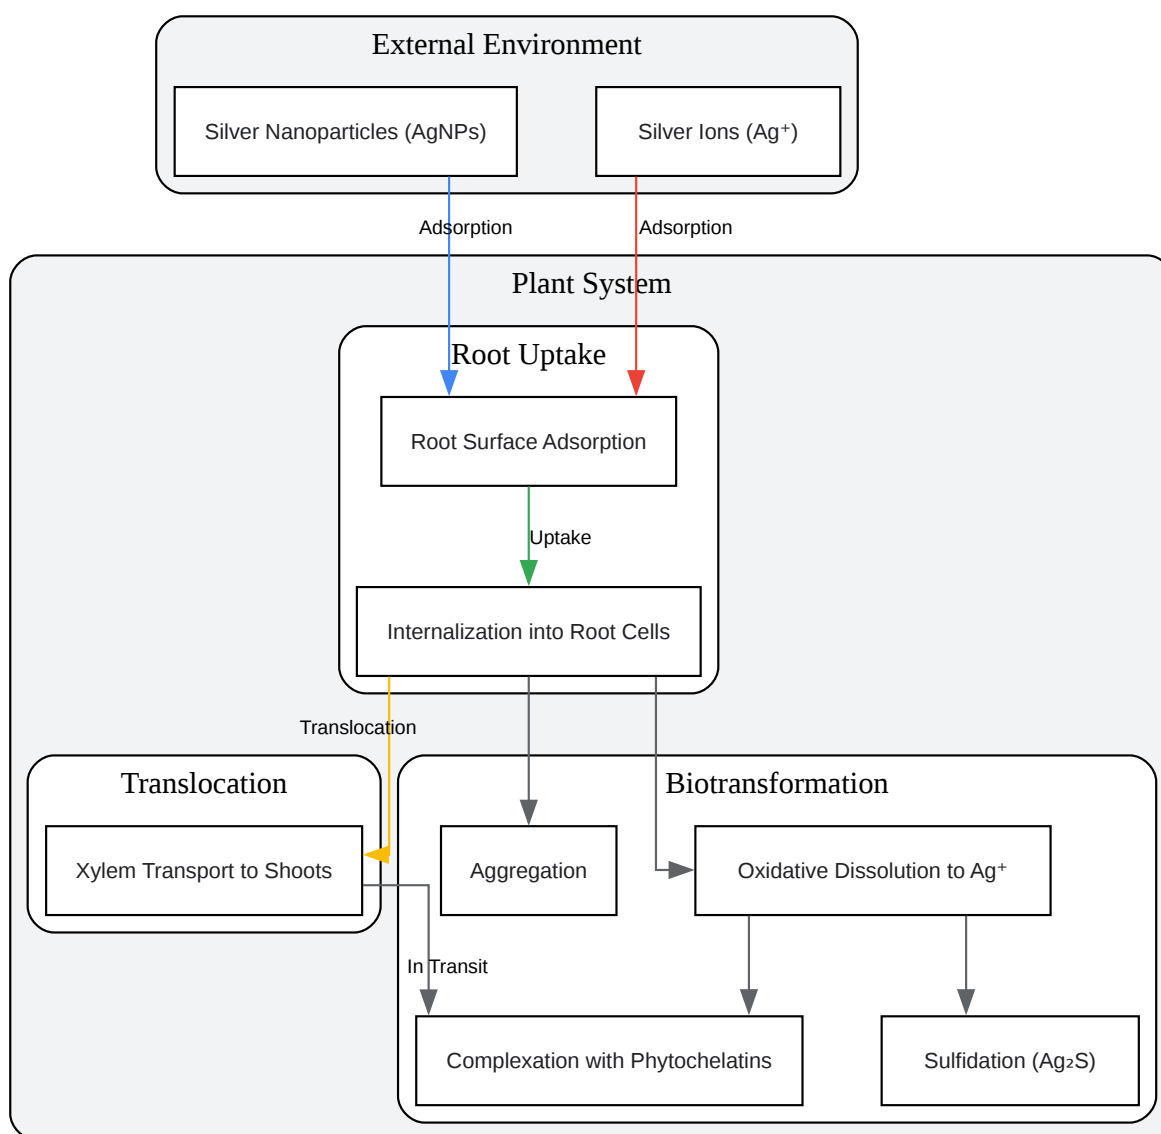 External Environment
Silver Nanoparticles (AgNPs)
Silver Ions (Ag⁺)
Adsorption
Adsorption
Plant System
Root Uptake
Root Surface Adsorption
Uptake
Internalization into Root Cells
Translocation
Translocation
Biotransformation
Xylem Transport to Shoots
Aggregation
Oxidative Dissolution to Ag⁺
In Transit
Complexation with Phytochelatins
Sulfidation (Ag₂S)